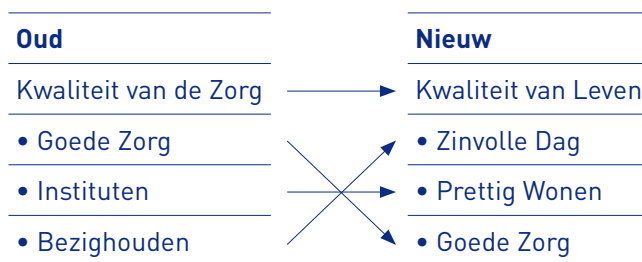 Oud Nieuw
Kwaliteit van de Zorg Kwaliteit van Leven
• Goede Zorg • Zinvolle Dag
• Instituten • Prettig Wonen
• Bezighouden • Goede Zorg